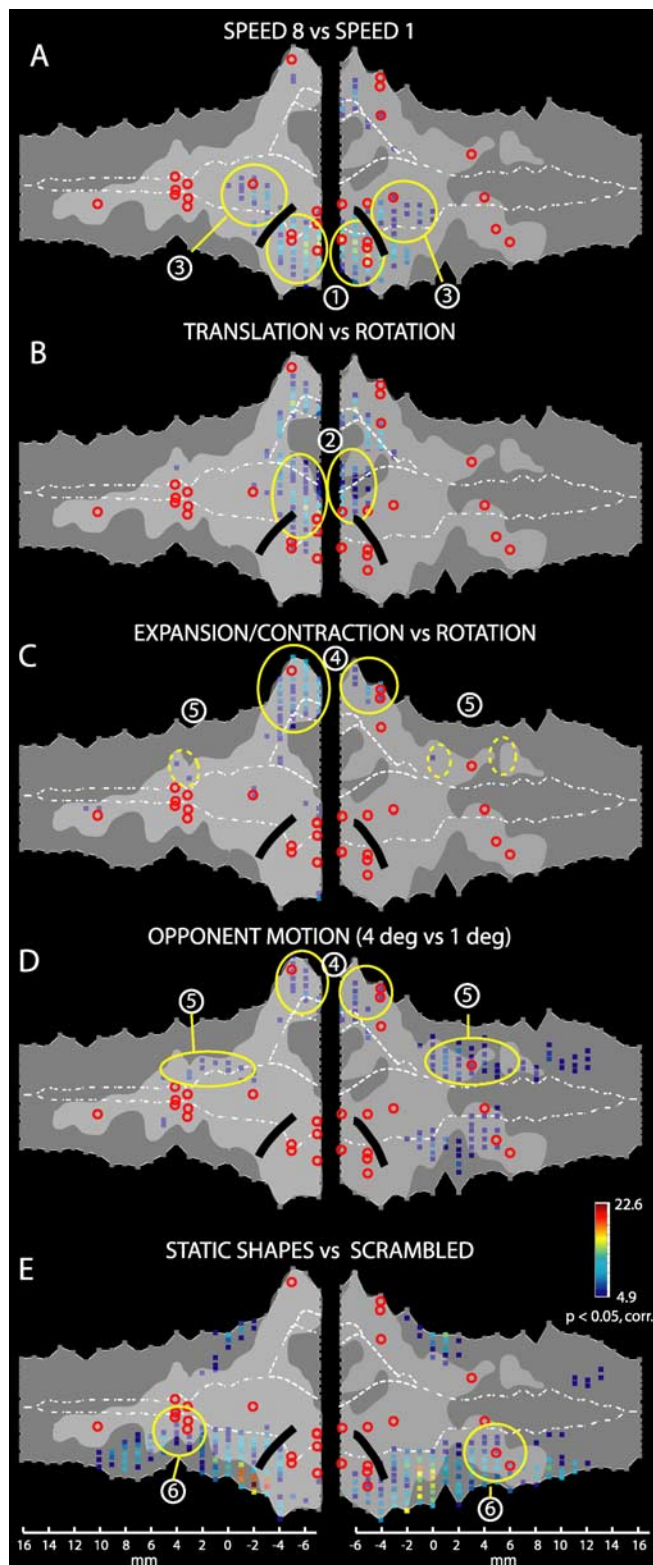 SPEED 8 vs SPEED 1
A
3
1
3
TRANSLATION vs ROTATION
B
2
EXPANSION/CONTRACTION vs ROTATION
C
4
5
5
OPPONENT MOTION (4 deg vs 1 deg)
D
4
5
5
22.6
4.9
p < 0.05, corr.
STATIC SHAPES vs SCRAMBLED
E
6
6
16 14 12 10 8 6 4 2 0 -2 -4 -6 -6 -4 -2 0 2 4 6 8 10 12 14 16
mm mm